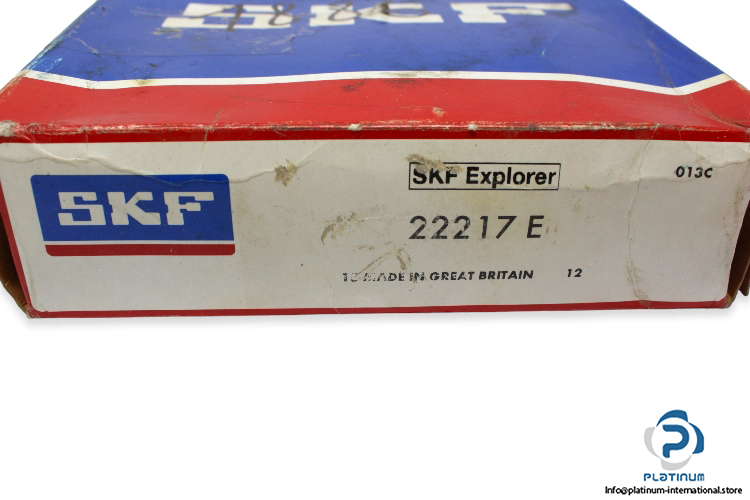 SKF
SKF
SKF Explorer
013C
22217 E
MADE IN GREAT BRITAIN 12
PLATINUM
Info@platinum-international.store